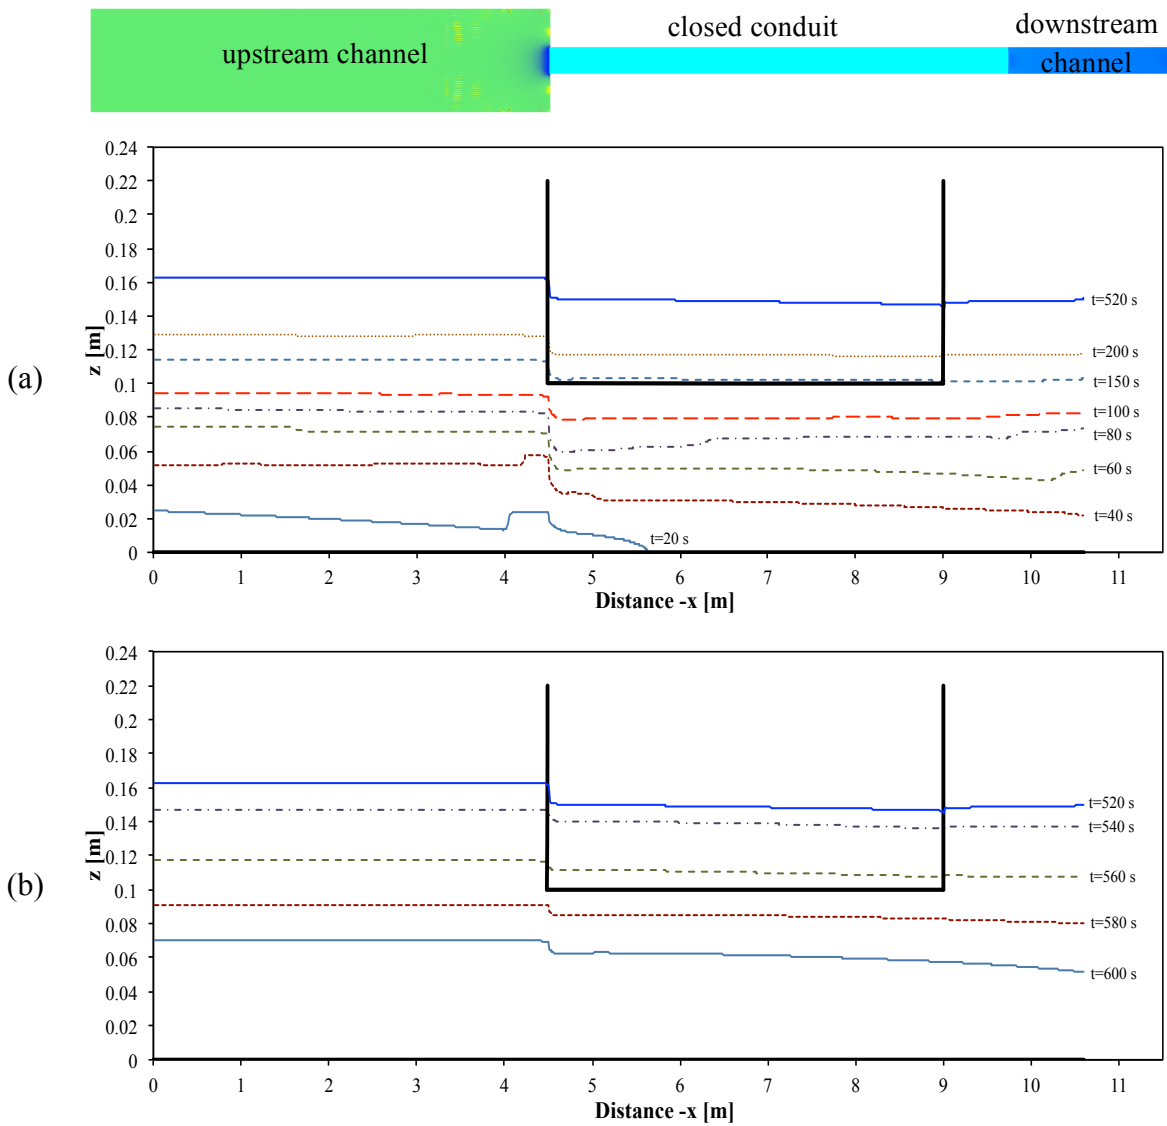 upstream channel
closed conduit
downstream
channel
(a)
z [m]
0.24
0.22
0.2
0.18
0.16
0.14
0.12
0.1
0.08
0.06
0.04
0.02
0
t=520 s
t=200 s
t=150 s
t=100 s
t=80 s
t=60 s
t=40 s
t=20 s
0 1 2 3 4 5 6 7 8 9 10 11
Distance -x [m]
(b)
z [m]
0.24
0.22
0.2
0.18
0.16
0.14
0.12
0.1
0.08
0.06
0.04
0.02
0
t=520 s
t=540 s
t=560 s
t=580 s
t=600 s
0 1 2 3 4 5 6 7 8 9 10 11
Distance -x [m]